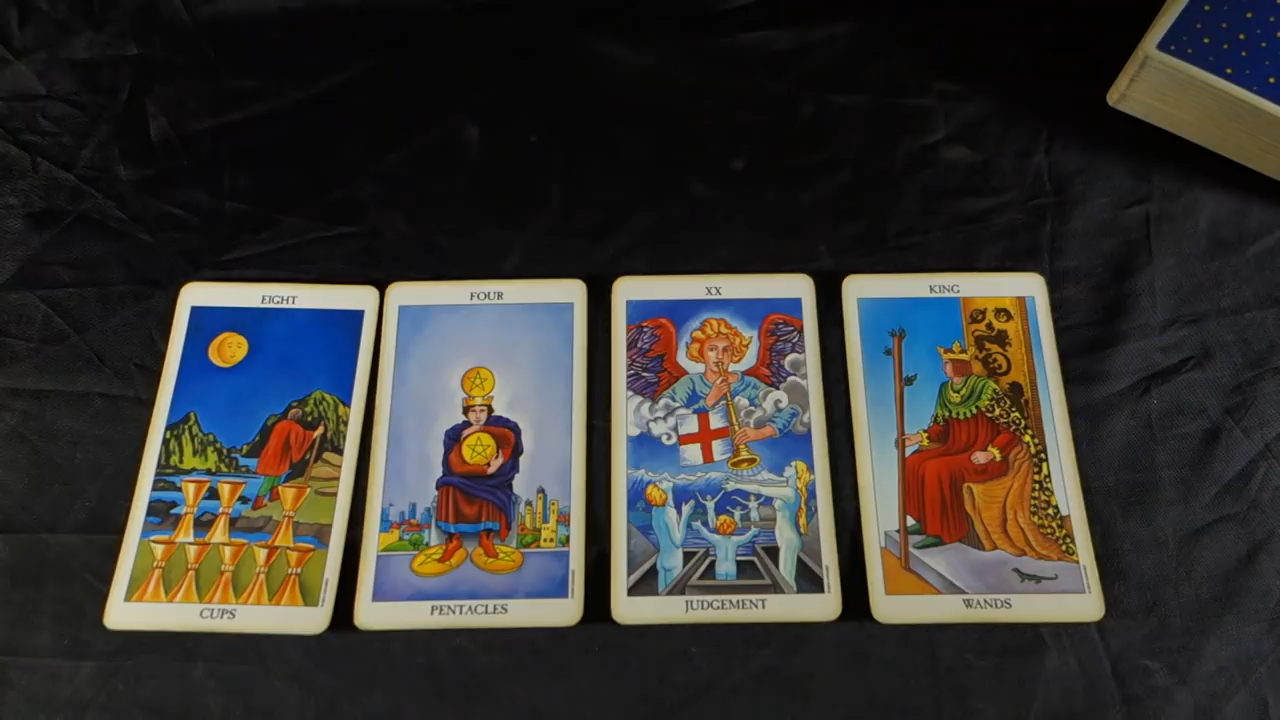 EIGHT
CUPS
FOUR
PENTACLES
XX
JUDGEMENT
KING
WANDS